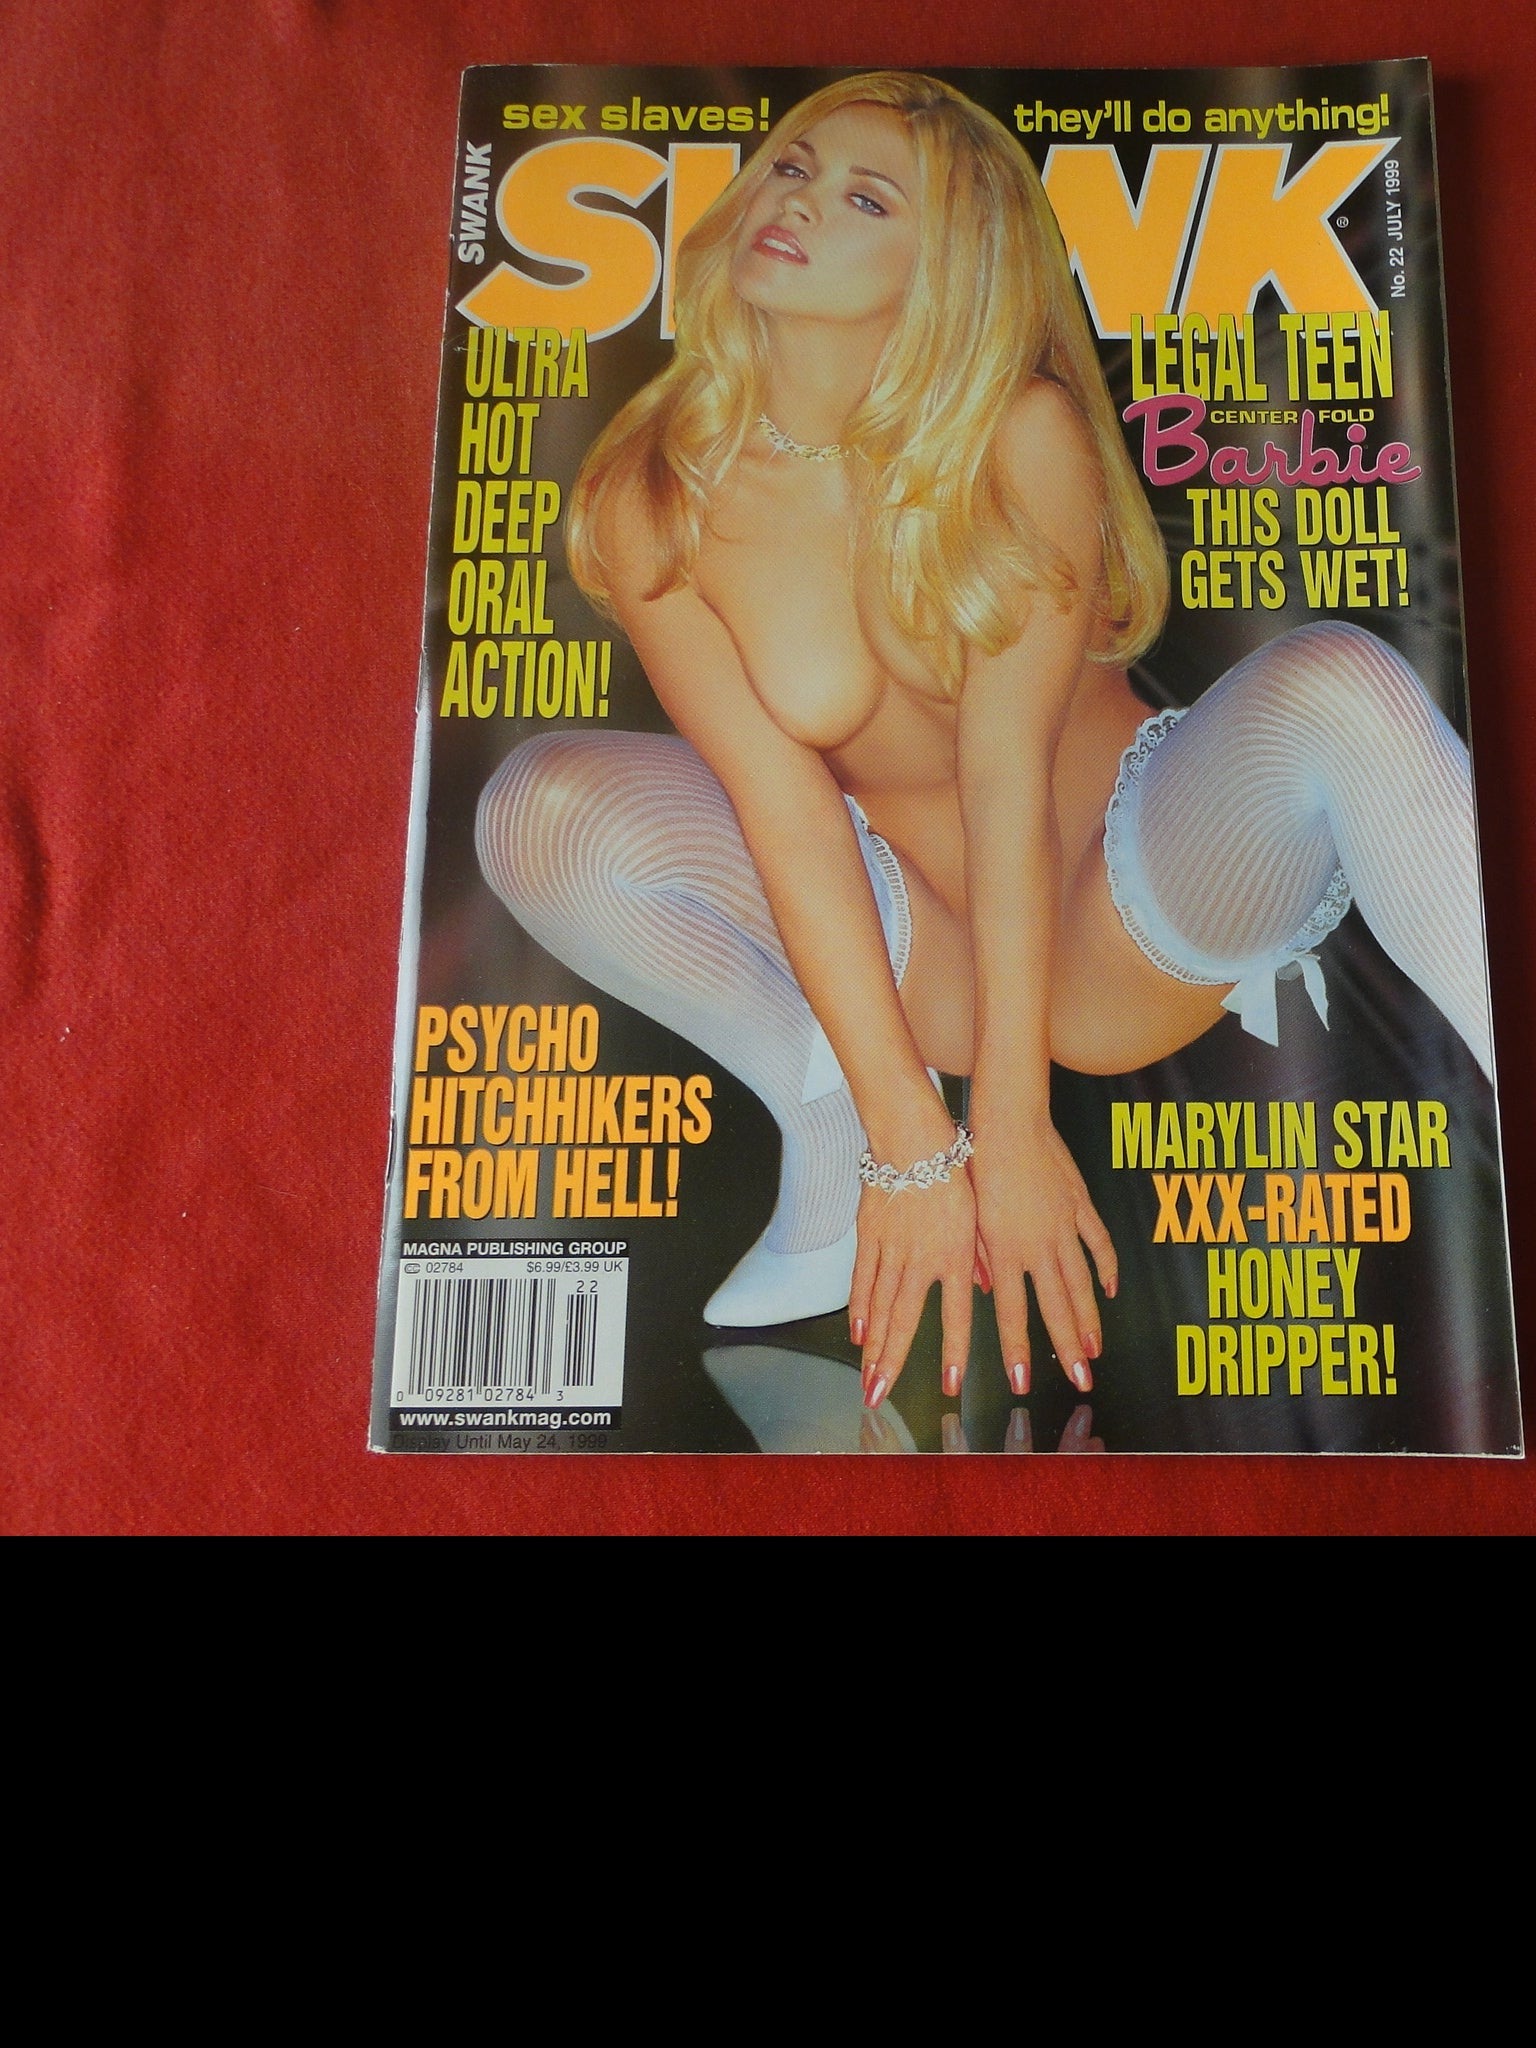 sex slaves! they'll do anything!
SWANK
SWANK
®
No. 22 JULY 1999
ULTRA
HOT
DEEP
ORAL
ACTION!
LEGAL TEEN
CENTER FOLD
Barbie
THIS DOLL
GETS WET!
PSYCHO
HITCHHIKERS
FROM HELL!
MARYLIN STAR
XXX-RATED
HONEY
DRIPPER!
MAGNA PUBLISHING GROUP
02784 $6.99/£3.99 UK
22
0 09281 02784 3
www.swankmag.com
Display Until May 24, 1999